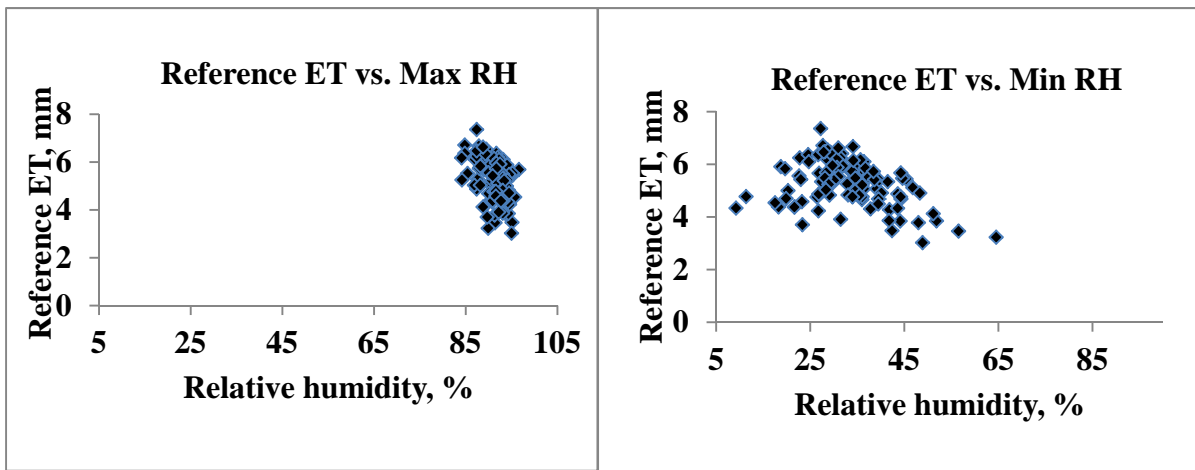 Reference ET vs. Max RH
Reference ET, mm
8
6
4
2
0
5 25 45 65 85 105
Relative humidity, %
Reference ET vs. Min RH
Reference ET, mm
8
6
4
2
0
5 25 45 65 85
Relative humidity, %